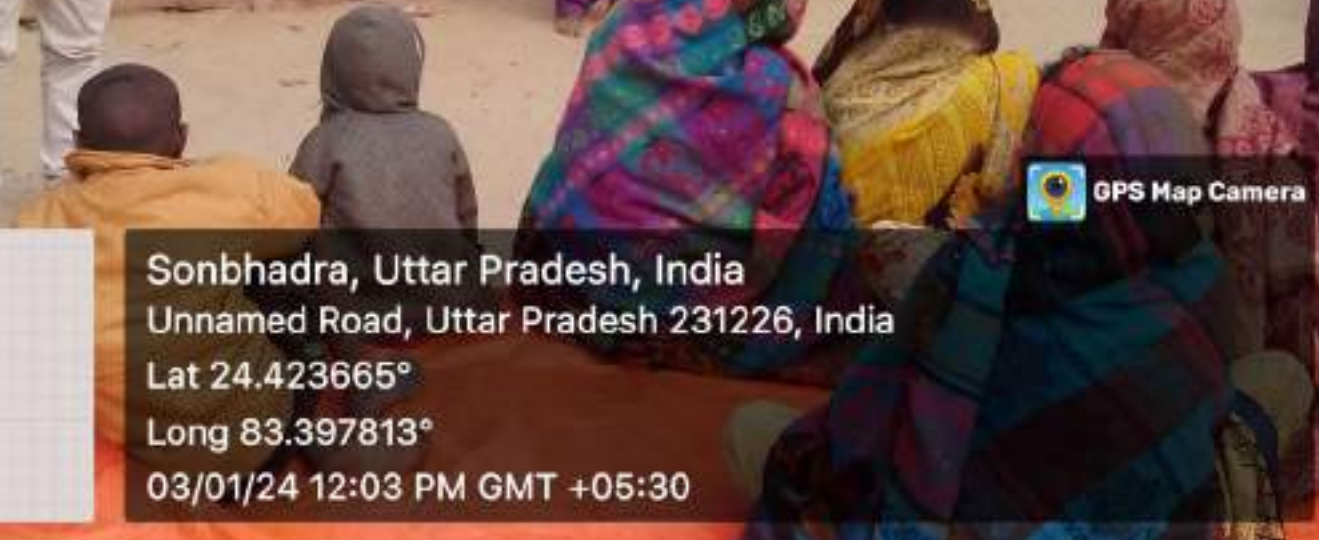 GPS Map Camera
Sonbhadra, Uttar Pradesh, India
Unnamed Road, Uttar Pradesh 231226, India
Lat 24.423665°
Long 83.397813°
03/01/24 12:03 PM GMT +05:30